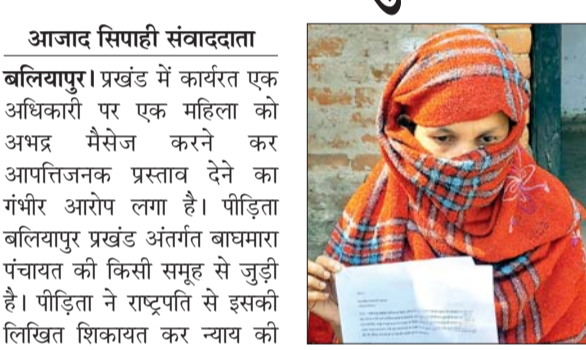 आजाद सिपाही संवाददाता
बलियापुर। प्रखंड में कार्यरत एक
अधिकारी पर एक महिला को
अभद्र मैसेज करने कर
आपत्तिजनक प्रस्ताव देने का
गंभीर आरोप लगा है। पीड़िता
बलियापुर प्रखंड अंतर्गत बाघमारा
पंचायत की किसी समूह से जुड़ी
है। पीड़िता ने राष्ट्रपति से इसकी
लिखित शिकायत कर न्याय की